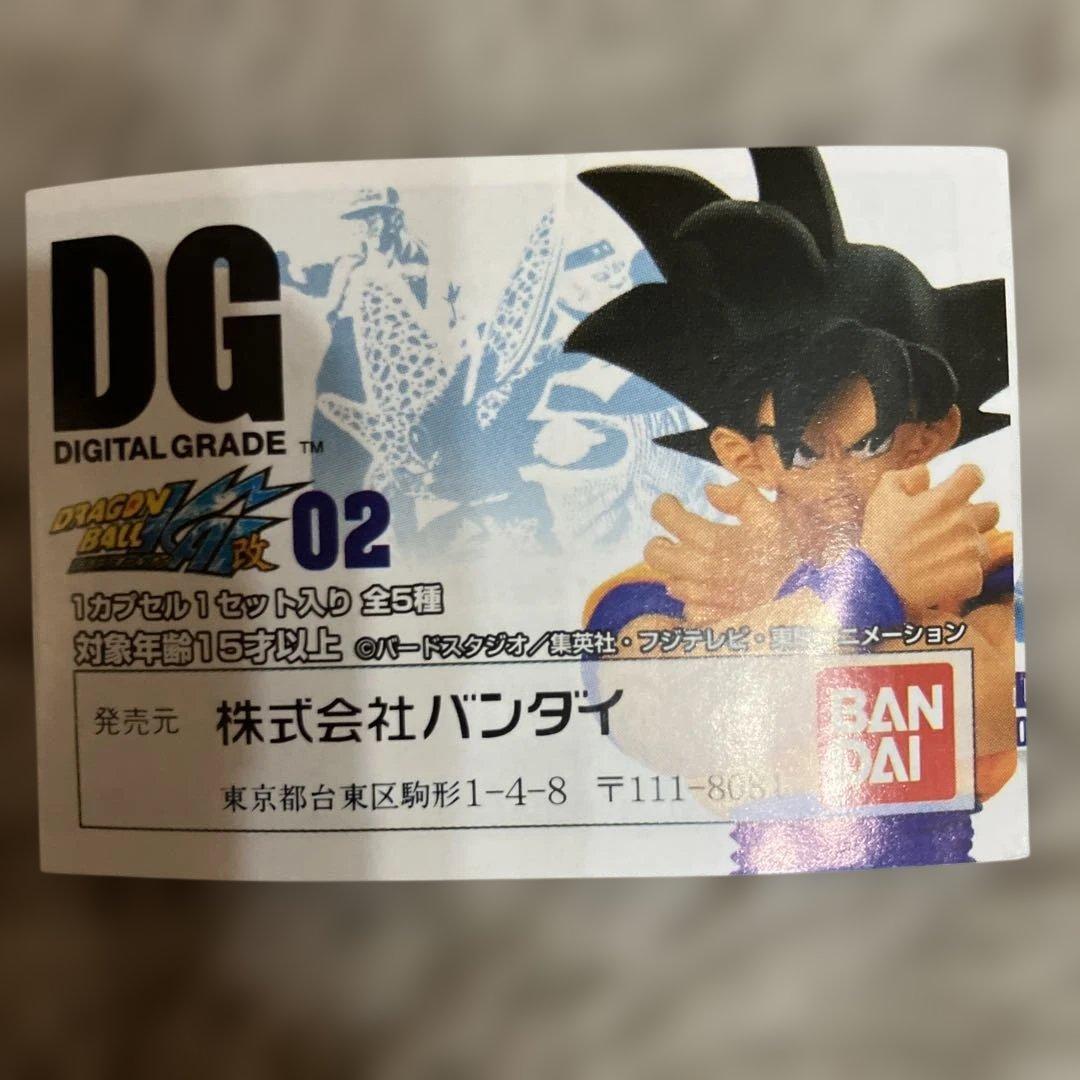 DG
DIGITAL GRADE ™
DRAGON BALL KAI 改 02
1カプセル1セット入り 全5種
対象年齢15才以上 ©バードスタジオ／集英社・フジテレビ・東 ニメーション
発売元 株式会社バンダイ
東京都台東区駒形1-4-8 〒111-808
BAN
DAI